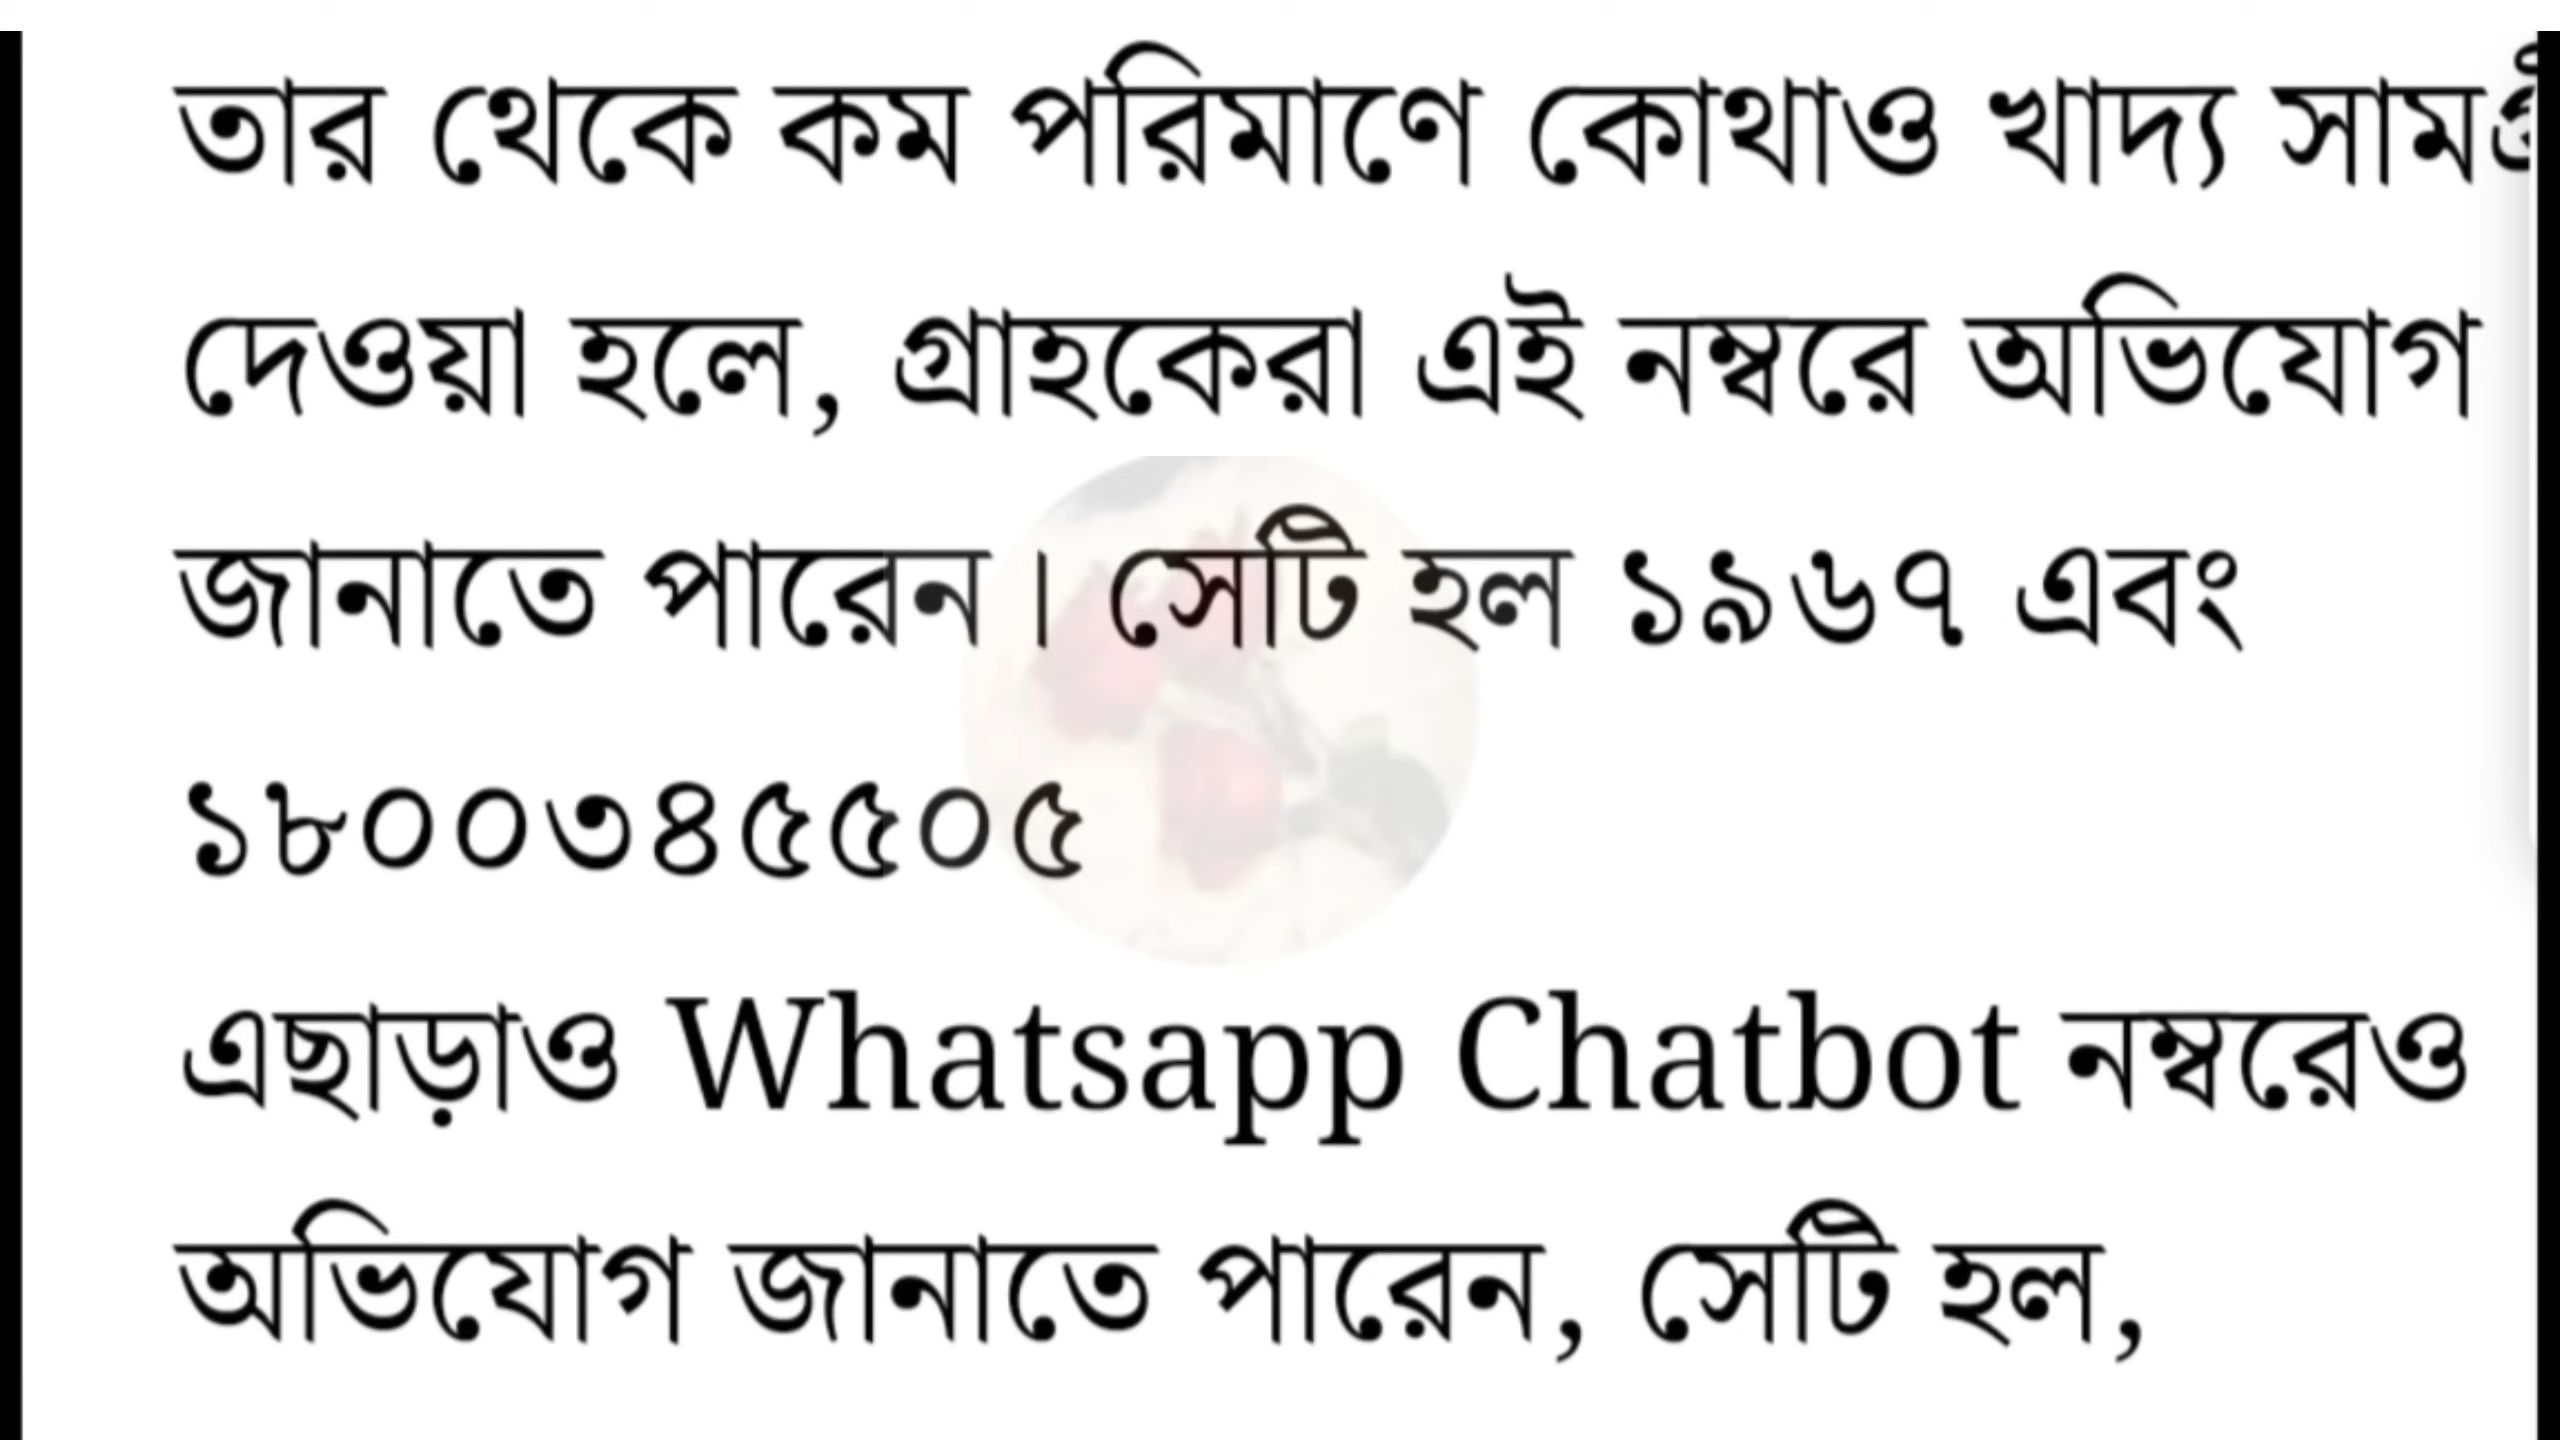 তার থেকে কম পরিমাণে কোথাও খাদ্য সামগ্রী
দেওয়া হলে, গ্রাহকেরা এই নম্বরে অভিযোগ
জানাতে পারেন। সেটি হল ১৯৬৭ এবং
১৮০০৩৪৫৫০৫
এছাড়াও Whatsapp Chatbot নম্বরেও
অভিযোগ জানাতে পারেন, সেটি হল,